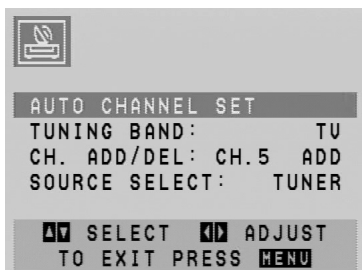 AUTO CHANNEL SET
TUNING BAND: TV
CH. ADD/DEL: CH.5 ADD
SOURCE SELECT: TUNER
▲▼ SELECT ◀▶ ADJUST
TO EXIT PRESS MENU